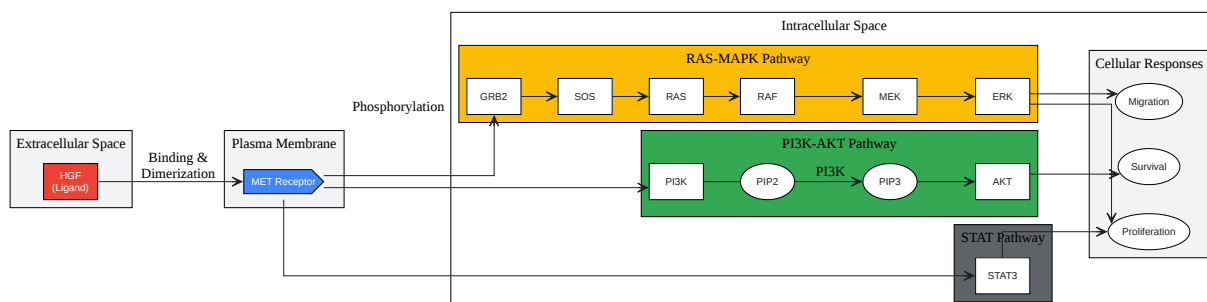 Intracellular Space
RAS-MAPK Pathway
Cellular Responses
GRB2
SOS
RAS
RAF
MEK
ERK
Migration
Phosphorylation
Extracellular Space
Plasma Membrane
PI3K-AKT Pathway
Binding &
Dimerization
HGF
(Ligand)
MET Receptor
PI3K
PIP2
PI3K
PIP3
AKT
Survival
STAT Pathway
Proliferation
STAT3